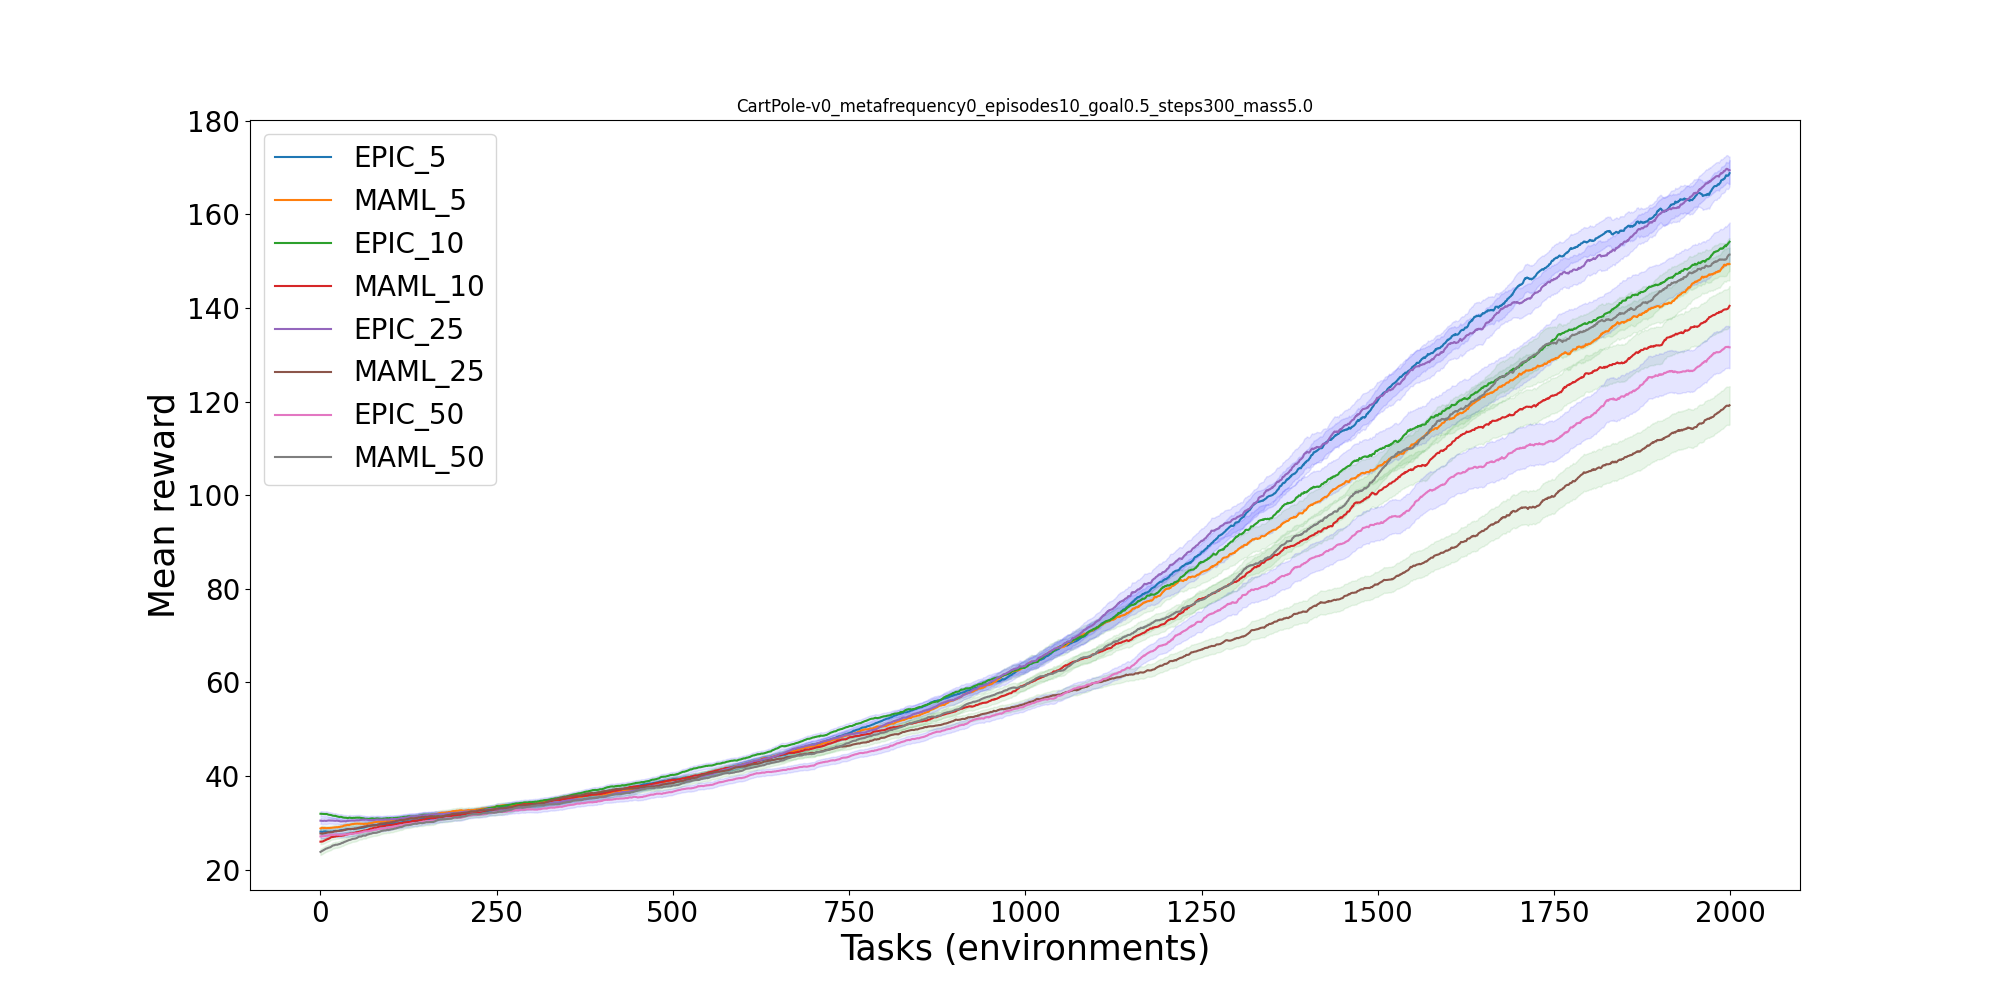 CartPole-v0_metafrequency0_episodes10_goal0.5_steps300_mass5.0
180
160
140
120
100
80
60
40
20
Mean reward
EPIC_5
MAML_5
EPIC_10
MAML_10
EPIC_25
MAML_25
EPIC_50
MAML_50
0 250 500 750 1000 1250 1500 1750 2000
Tasks (environments)